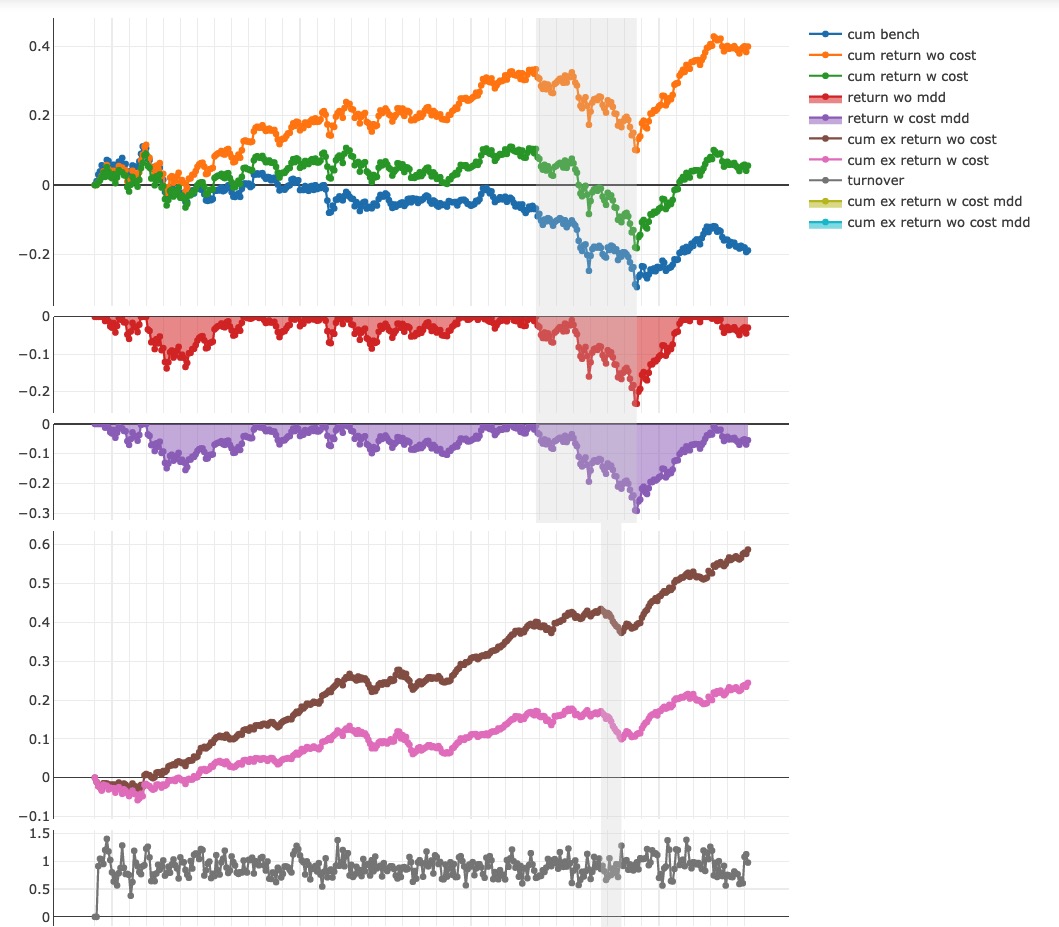 0.4
0.2
0
−0.2
cum bench
cum return wo cost
cum return w cost
return wo mdd
return w cost mdd
cum ex return wo cost
cum ex return w cost
turnover
cum ex return w cost mdd
cum ex return wo cost mdd
0
−0.1
−0.2
0
−0.1
−0.2
−0.3
0.6
0.5
0.4
0.3
0.2
0.1
0
−0.1
1.5
1
0.5
0